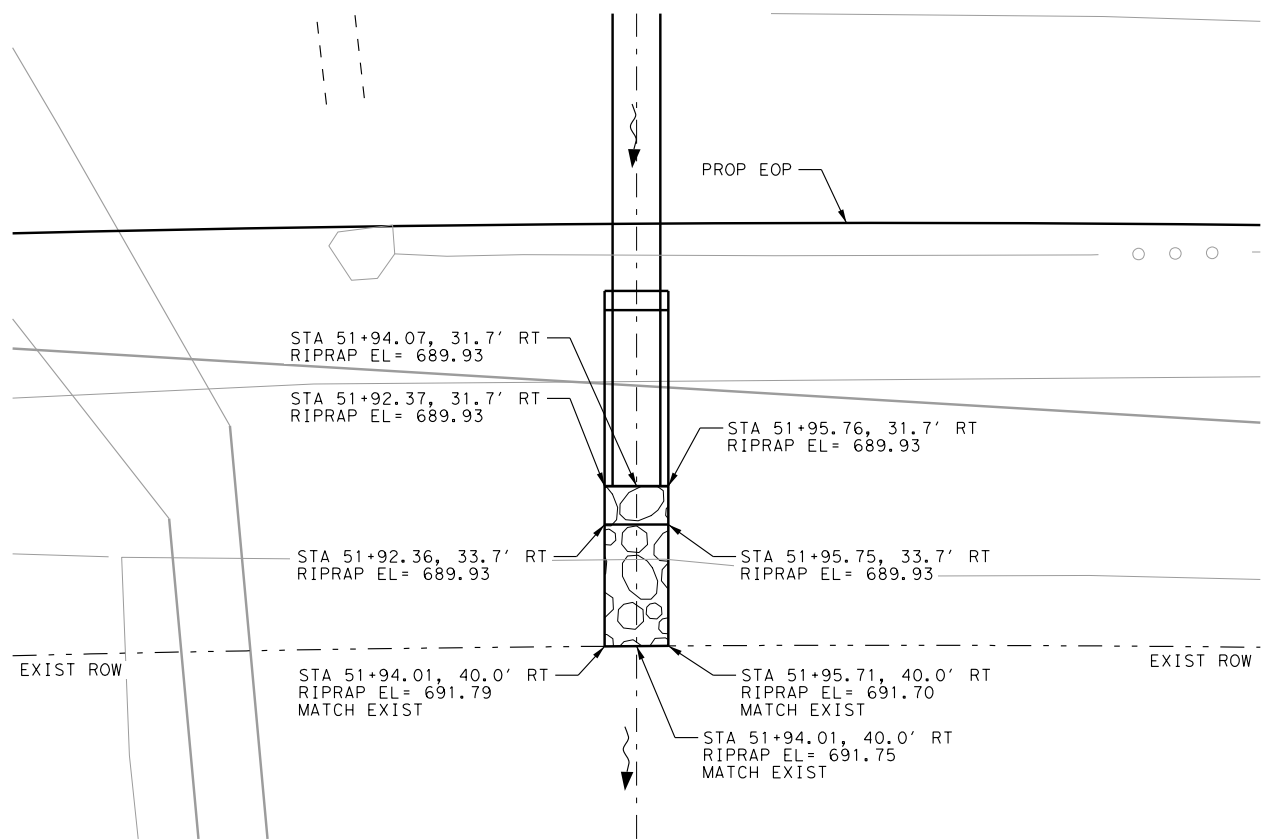 PROP EOP
STA 51+94.07, 31.7' RT
RIPRAP EL= 689.93
STA 51+92.37, 31.7' RT
RIPRAP EL= 689.93
STA 51+95.76, 31.7' RT
RIPRAP EL= 689.93
STA 51+92.36, 33.7' RT
RIPRAP EL= 689.93
STA 51+95.75, 33.7' RT
RIPRAP EL= 689.93
EXIST ROW
EXIST ROW
STA 51+94.01, 40.0' RT
RIPRAP EL= 691.79
MATCH EXIST
STA 51+95.71, 40.0' RT
RIPRAP EL= 691.70
MATCH EXIST
STA 51+94.01, 40.0' RT
RIPRAP EL= 691.75
MATCH EXIST